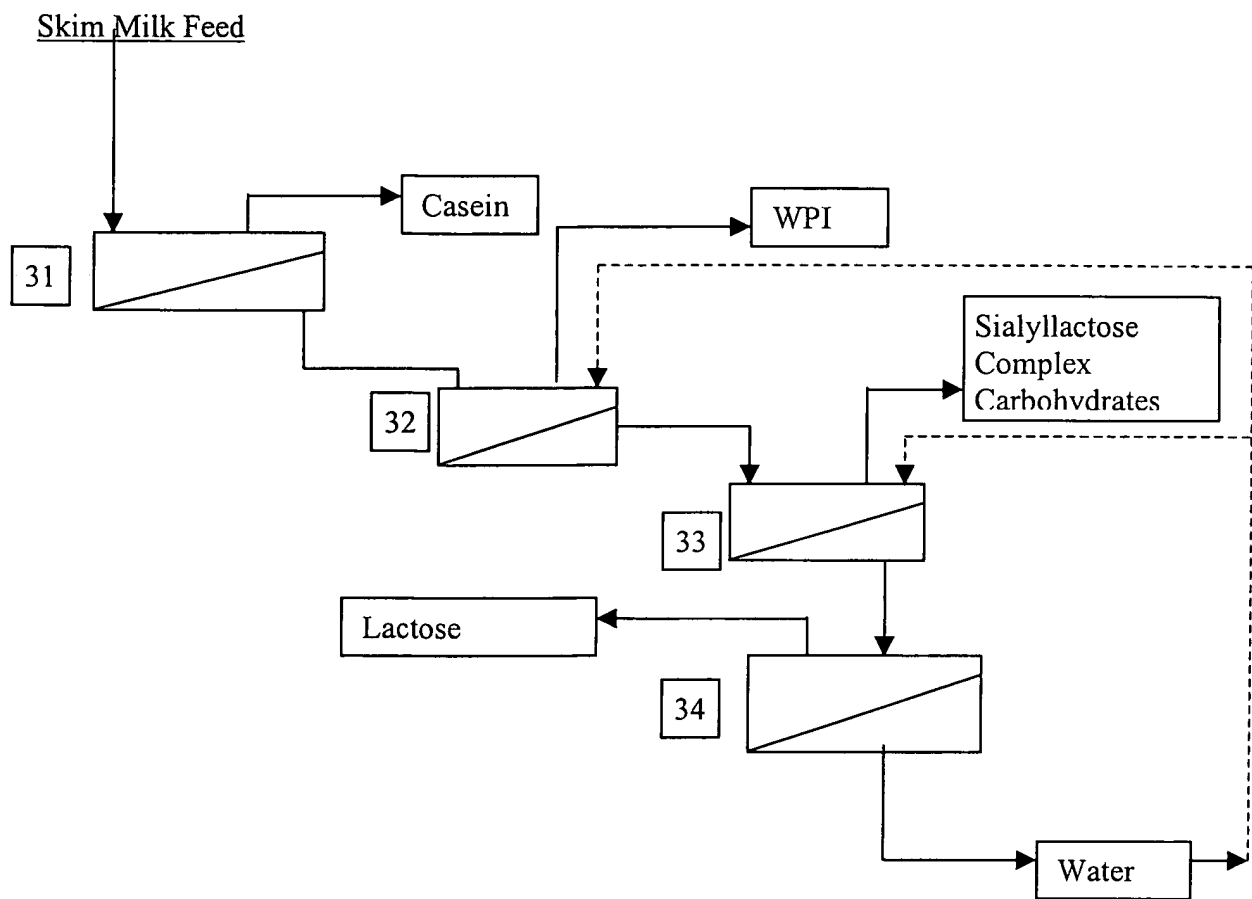 Skim Milk Feed
Casein
WPI
31
Sialyllactose
Complex
Carbohydrates
32
33
Lactose
34
Water